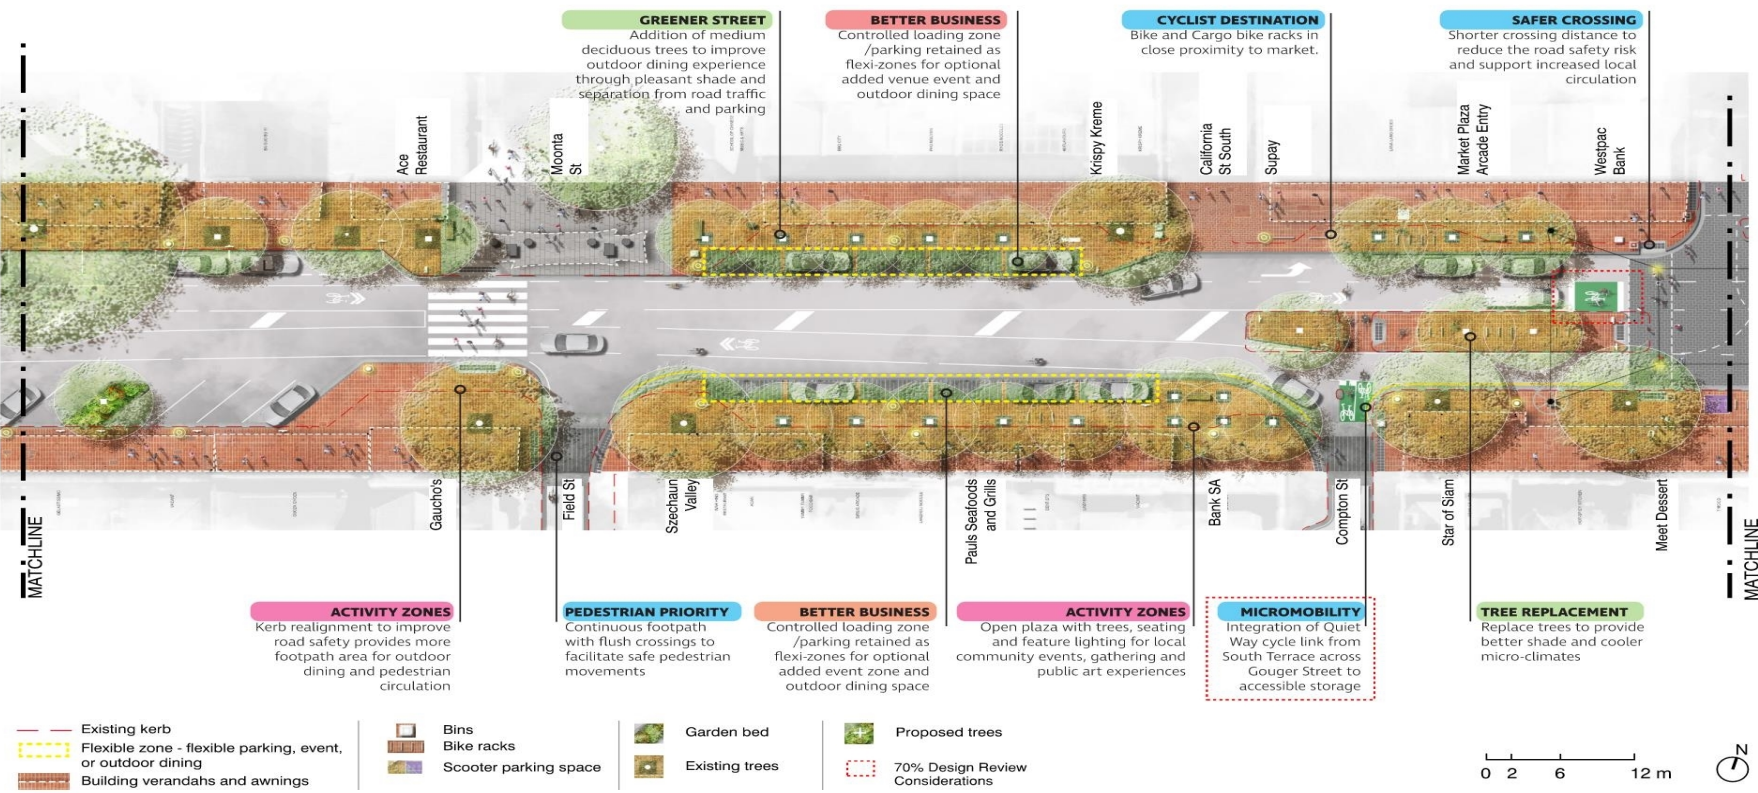 GREENER STREET
Addition of medium
deciduous trees to improve
outdoor dining experience
through pleasant shade and
separation from road traffic
and parking
BETTER BUSINESS
Controlled loading zone
/parking retained as
flexi-zones for optional
added venue event and
outdoor dining space
CYCLIST DESTINATION
Bike and Cargo bike racks in
close proximity to market.
SAFER CROSSING
Shorter crossing distance to
reduce the road safety risk
and support increased local
circulation
Ace
Restaurant
Moonta
St
Krispy Kreme
California
St South
Supay
Market Plaza
Arcade Entry
Westpac
Bank
MATCHLINE
Gaucho's
Field St
Szechaun
Valley
Pauls Seafoods
and Grills
Bank SA
Compton St
Star of Siam
Meet Dessert
MATCHLINE
ACTIVITY ZONES
Kerb realignment to improve
road safety provides more
footpath area for outdoor
dining and pedestrian
circulation
PEDESTRIAN PRIORITY
Continuous footpath
with flush crossings to
facilitate safe pedestrian
movements
BETTER BUSINESS
Controlled loading zone
/parking retained as
flexi-zones for optional
added event zone and
outdoor dining space
ACTIVITY ZONES
Open plaza with trees, seating
and feature lighting for local
community events, gathering and
public art experiences
MICROMOBILITY
Integration of Quiet
Way cycle link from
South Terrace across
Gouger Street to
accessible storage
TREE REPLACEMENT
Replace trees to provide
better shade and cooler
micro-climates
Existing kerb
Flexible zone - flexible parking, event,
or outdoor dining
Building verandahs and awnings
Bins
Bike racks
Scooter parking space
Garden bed
Existing trees
Proposed trees
70% Design Review
Considerations
0 2 6 12 m
N